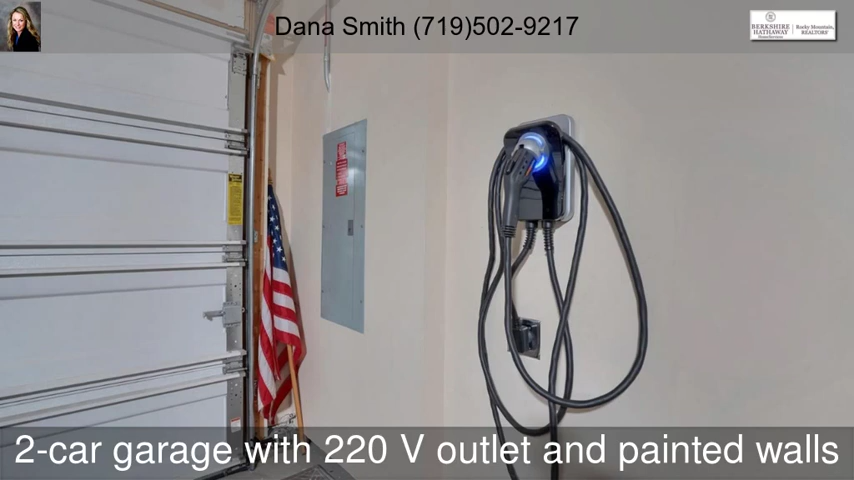 Dana Smith (719)502-9217
BERKSHIRE
HATHAWAY
HomeServices
Rocky Mountain,
REALTORS®
2-car garage with 220 V outlet and painted walls